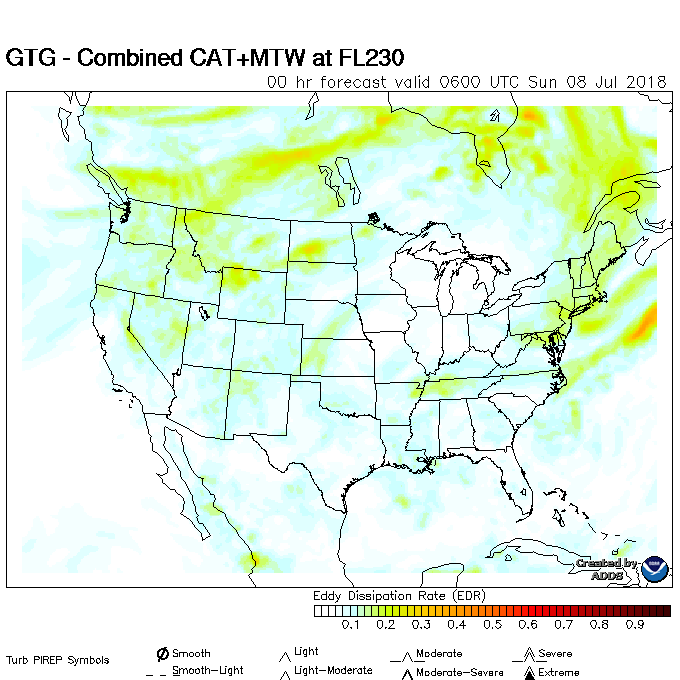 GTG - Combined CAT+MTW at FL230
00 hr forecast valid 0600 UTC Sun 08 Jul 2018
Created by
ADDS
Eddy Dissipation Rate (EDR)
0.1 0.2 0.3 0.4 0.5 0.6 0.7 0.8 0.9
Turb PIREP Symbols
Smooth Light Moderate Severe
Smooth-Light Light-Moderate Moderate-Severe Extreme